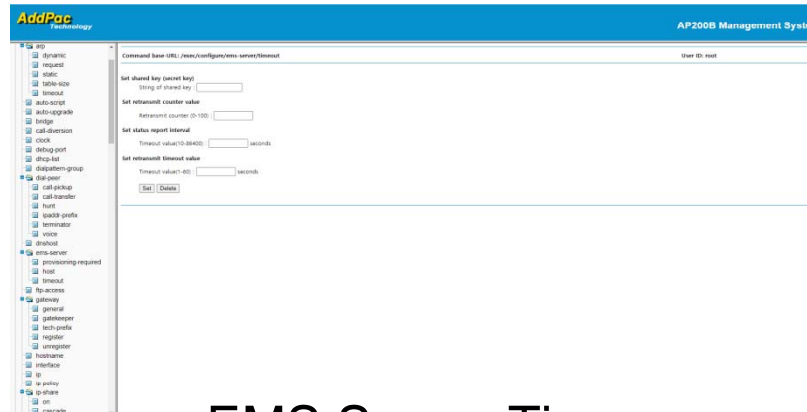 AddPac
Technology
AP200B Management Syst
arp
dynamic
request
static
table-size
timeout
auto-script
auto-upgrade
bridge
call-diversion
clock
debug-port
dhcp-list
dialpattern-group
dial-peer
call-pickup
call-transfer
hunt
ipaddr-prefix
terminator
voice
dnshost
ems-server
provisioning-required
host
timeout
ftp-access
gateway
general
gatekeeper
tech-prefix
register
unregister
hostname
interface
ip
ip policy
ip-share
on
cascade
Command base-URL: /exec/configure/ems-server/timeout
User ID: root
Set shared key (secret key)
String of shared key :
Set retransmit counter value
Retransmit counter (0-100) :
Set status report interval
Timeout value(10-86400) : seconds
Set retransmit timeout value
Timeout value(1-60) : seconds
Set Delete